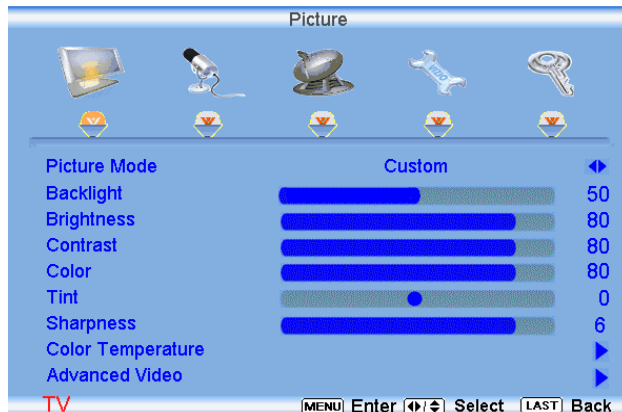 Picture
Picture Mode Custom
Backlight 50
Brightness 80
Contrast 80
Color 80
Tint 0
Sharpness 6
Color Temperature
Advanced Video
TV MENU Enter / Select LAST Back